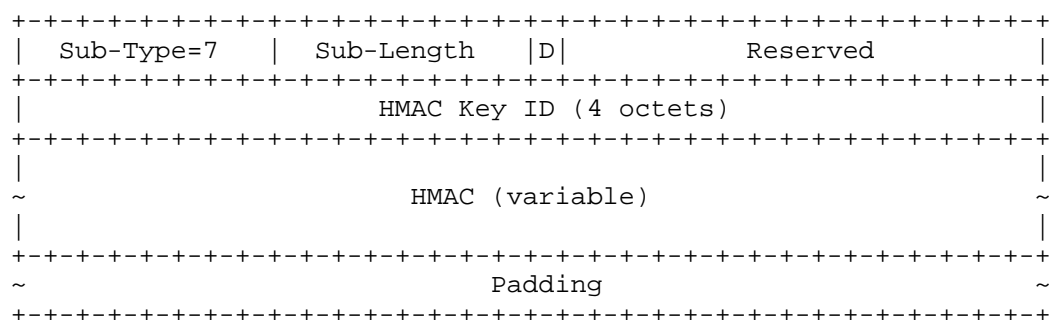 +-+-+-+-+-+-+-+-+-+-+-+-+-+-+-+-+-+-+-+-+-+-+-+-+-+-+-+-+-+-+-+-+
|  Sub-Type=7   |  Sub-Length   |D|           Reserved          |
+-+-+-+-+-+-+-+-+-+-+-+-+-+-+-+-+-+-+-+-+-+-+-+-+-+-+-+-+-+-+-+-+
|                      HMAC Key ID (4 octets)                   |
+-+-+-+-+-+-+-+-+-+-+-+-+-+-+-+-+-+-+-+-+-+-+-+-+-+-+-+-+-+-+-+-+
|                                                               |
~                        HMAC (variable)                        ~
|                                                               |
+-+-+-+-+-+-+-+-+-+-+-+-+-+-+-+-+-+-+-+-+-+-+-+-+-+-+-+-+-+-+-+-+
~                             Padding                           ~
+-+-+-+-+-+-+-+-+-+-+-+-+-+-+-+-+-+-+-+-+-+-+-+-+-+-+-+-+-+-+-+-+